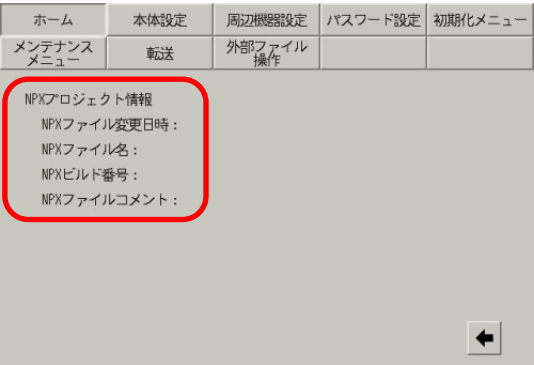 ホーム
本体設定
周辺機器設定
パスワード設定
初期化メニュー
メンテナンス
メニュー
転送
外部ファイル
操作
NPXプロジェクト情報
NPXファイル変更日時：
NPXファイル名：
NPXビルド番号：
NPXファイルコメント：